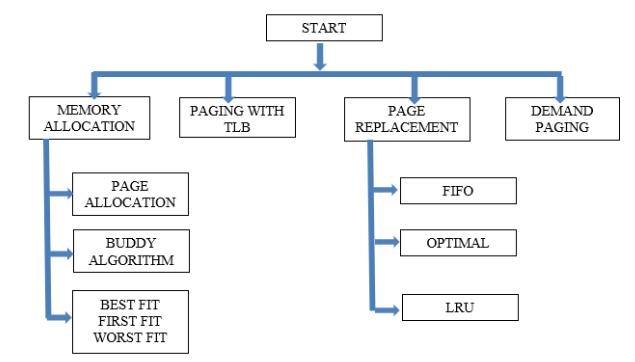 START
MEMORY
ALLOCATION
PAGING WITH
TLB
PAGE
REPLACEMENT
DEMAND
PAGING
PAGE
ALLOCATION
BUDDY
ALGORITHM
BEST FIT
FIRST FIT
WORST FIT
FIFO
OPTIMAL
LRU